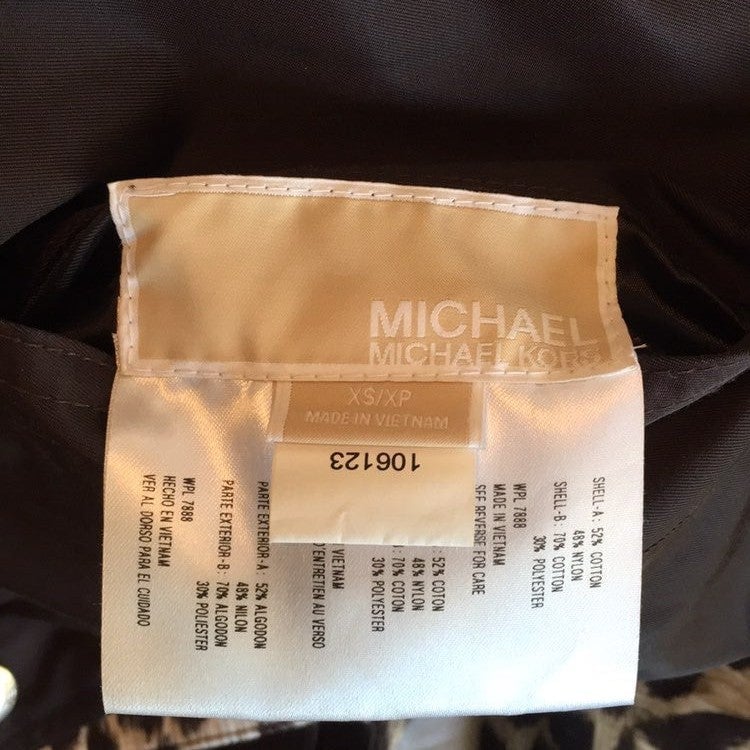 MICHAEL
MICHAEL KORS
XS/XP
MADE IN VIETNAM
106123
SHELL-A: 52% COTTON
48% NYLON
SHELL-B: 70% COTTON
30% POLYESTER
WPL 7888
MADE IN VIETNAM
SEE REVERSE FOR CARE
: 52% COTON
48% NYLON
: 70% COTON
30% POLYESTER
VIETNAM
D'ENTRETIEN AU VERSO
PARTE EXTERIOR-A: 52% ALGODON
48% NILON
PARTE EXTERIOR-B: 70% ALGODON
30% POLIESTER
WPL 7888
HECHO EN VIETNAM
VER AL DORSO PARA EL CUIDADO